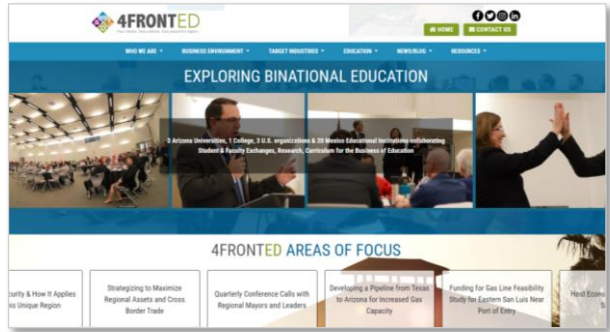 4FRONTED
HOME
CONTACT US
WHO WE ARE
BUSINESS ENVIRONMENT
TARGET INDUSTRIES
EDUCATION
NEWS/BLOG
RESOURCES
EXPLORING BINATIONAL EDUCATION
3 Arizona Universities, 1 College, 3 U.S. organizations & 20 Mexico Educational Institutions collaborating
Student & Faculty Exchanges, Research, Curriculum for the Business of Education
4FRONTED AREAS OF FOCUS
curity & How It Applies
is Unique Region
Strategizing to Maximize
Regional Assets and Cross
Border Trade
Quarterly Conference Calls with
Regional Mayors and Leaders
Developing a Pipeline from Texas
to Arizona for Increased Gas
Capacity
Funding for Gas Line Feasibility
Study for Eastern San Luis Near
Port of Entry
Host Econo
S